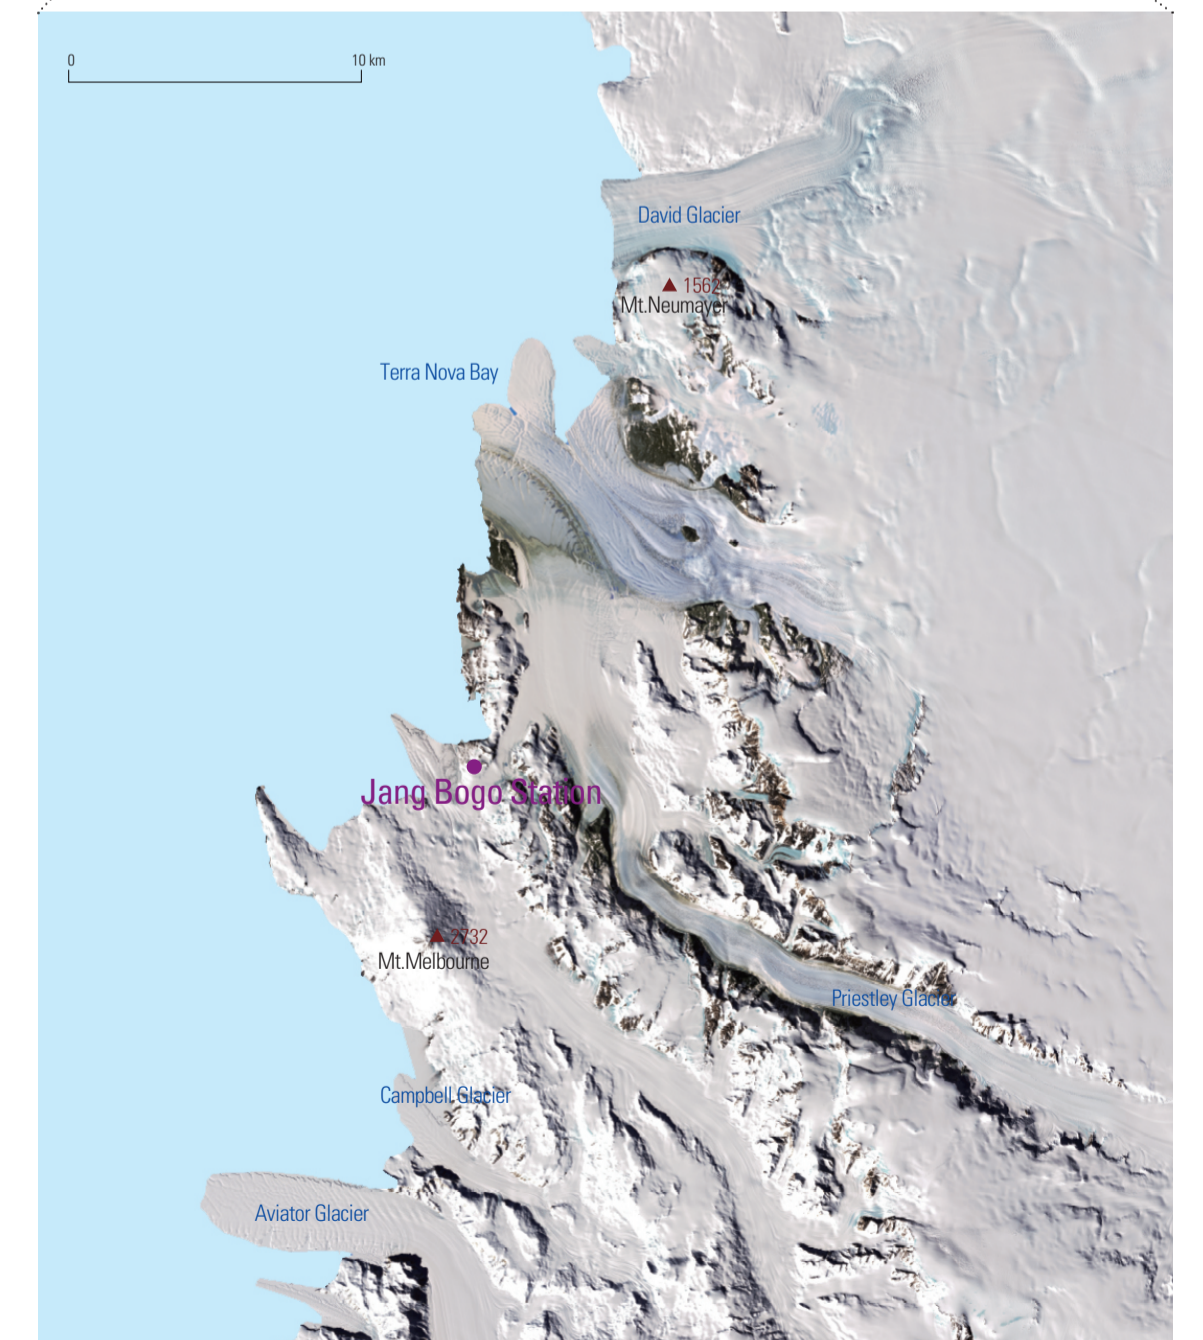 0 10 km
David Glacier
1562
Mt.Neumayer
Terra Nova Bay
Jang Bogo Station
2732
Mt.Melbourne
Priestley Glacier
Campbell Glacier
Aviator Glacier